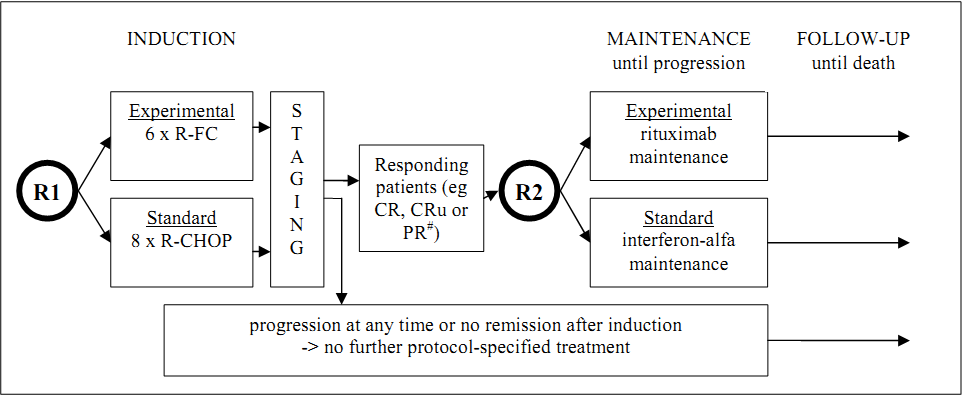 INDUCTION
MAINTENANCE
until progression
FOLLOW-UP
until death
R1
Experimental
6 x R-FC
Standard
8 x R-CHOP
S
T
A
G
I
N
G
Responding
patients (eg
CR, CRu or
PR#)
R2
Experimental
rituximab
maintenance
Standard
interferon-alfa
maintenance
progression at any time or no remission after induction
-> no further protocol-specified treatment